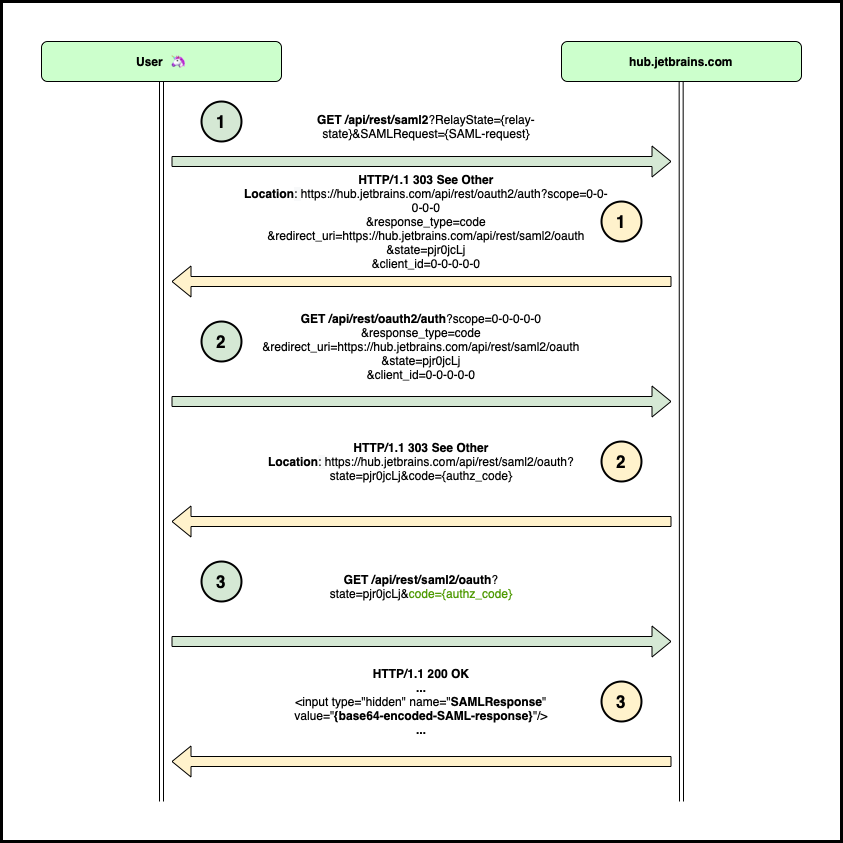 User 🦄
hub.jetbrains.com
1
GET /api/rest/saml2?RelayState={relay-
state}&SAMLRequest={SAML-request}
HTTP/1.1 303 See Other
Location: https://hub.jetbrains.com/api/rest/oauth2/auth?scope=0-0-
0-0-0
&response_type=code
&redirect_uri=https://hub.jetbrains.com/api/rest/saml2/oauth
&state=pjr0jcLj
&client_id=0-0-0-0-0
1
2
GET /api/rest/oauth2/auth?scope=0-0-0-0-0
&response_type=code
&redirect_uri=https://hub.jetbrains.com/api/rest/saml2/oauth
&state=pjr0jcLj
&client_id=0-0-0-0-0
HTTP/1.1 303 See Other
Location: https://hub.jetbrains.com/api/rest/saml2/oauth?
state=pjr0jcLj&code={authz_code}
2
3
GET /api/rest/saml2/oauth?
state=pjr0jcLj&code={authz_code}
HTTP/1.1 200 OK
...
<input type="hidden" name="SAMLResponse"
value="{base64-encoded-SAML-response}"/>
...
3